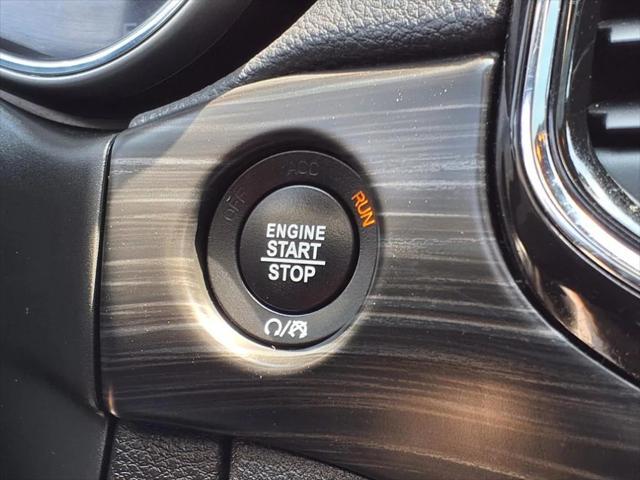 OFF
ACC
RUN
ENGINE
START
STOP